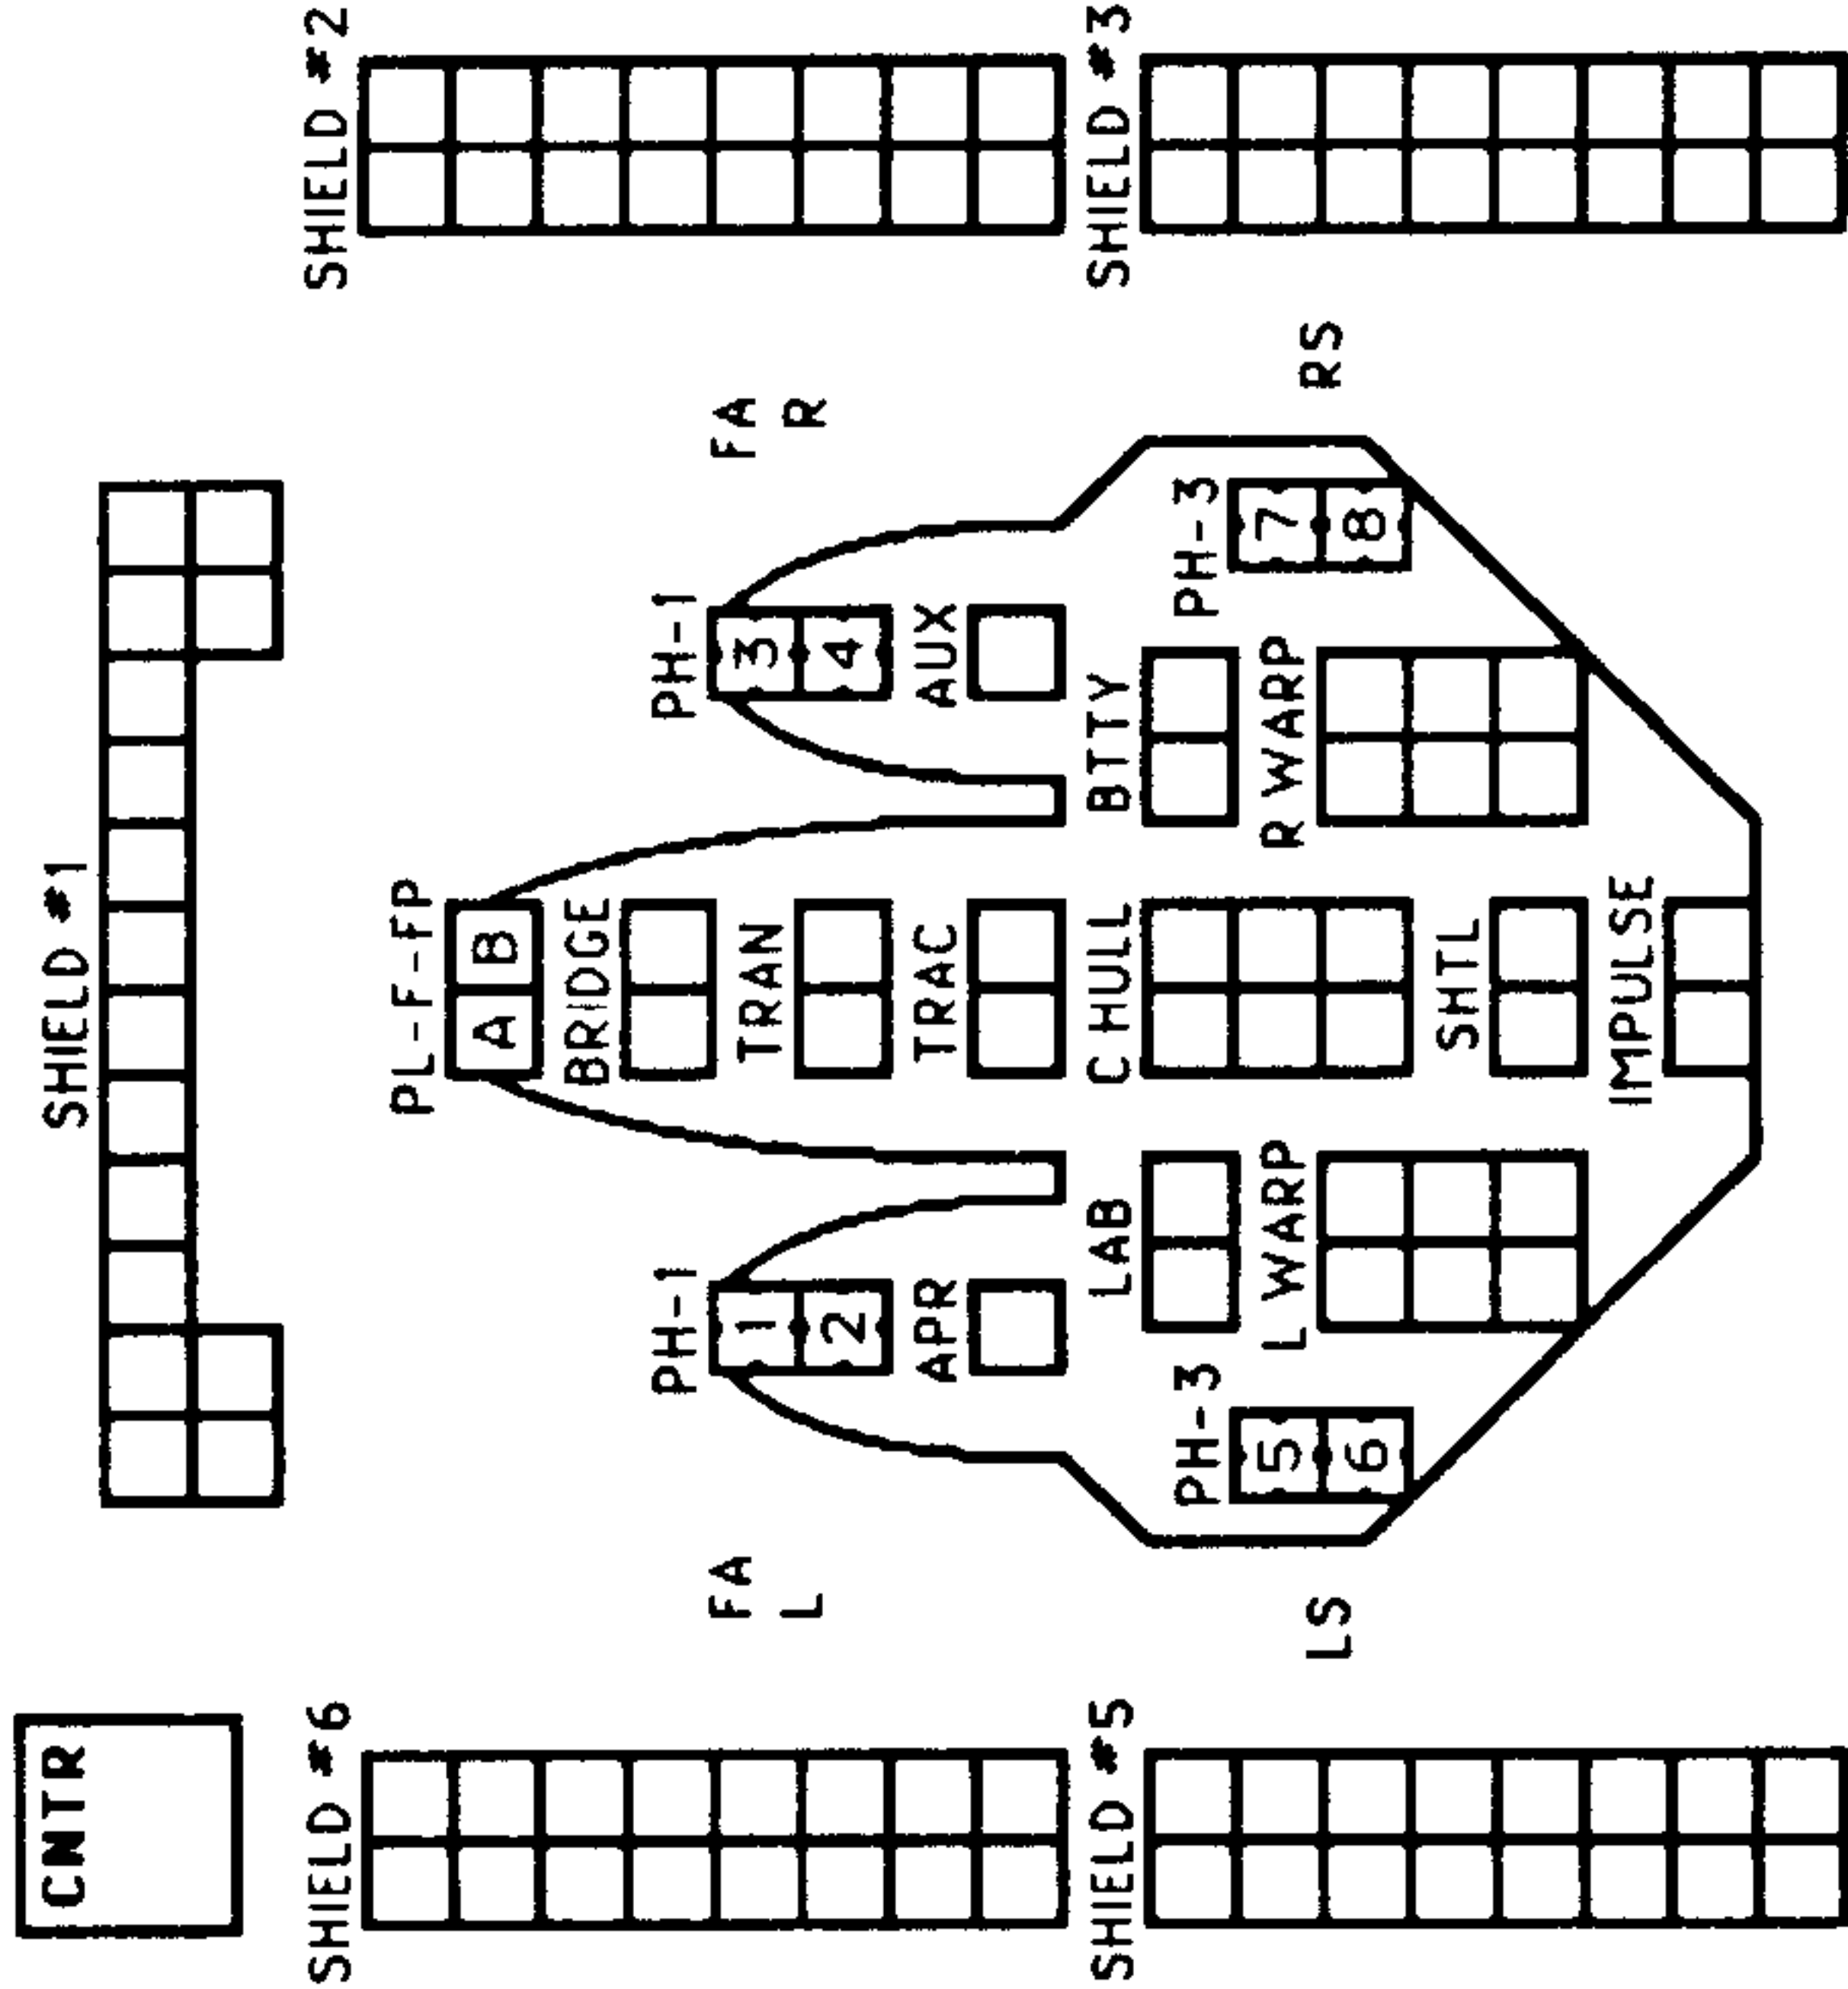 CNTR
SHIELD #1
SHIELD #6
SHIELD #2
PL-F-FP
A B
BRIDGE
PH-1
PH-1
1
2
3
4
FA
L
FA
R
TRAN
APR
TRAC
AUX
SHIELD #5
LAB
C HULL
BTTY
SHIELD #3
PH-3
PH-3
5
6
7
8
L WARP
R WARP
LS
RS
SHTL
IMPULSE